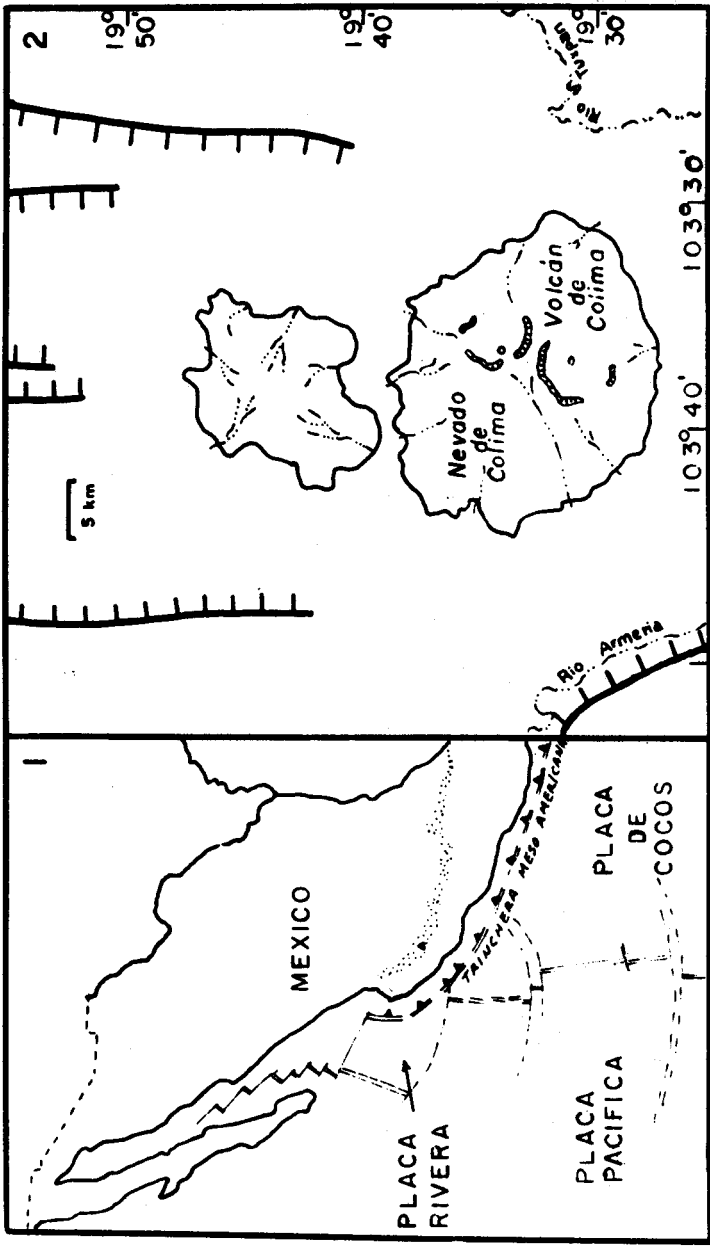 1
MEXICO
TRINCHERA MESO AMERICANA
PLACA
RIVERA
PLACA
PACIFICA
PLACA
DE
COCOS
2
19° 50'
19° 40'
19° 30'
5 km
Nevado
de
Colima
Volcán
de
Colima
Rio Tuxpán
Rio Armeria
103° 40'
103° 30'